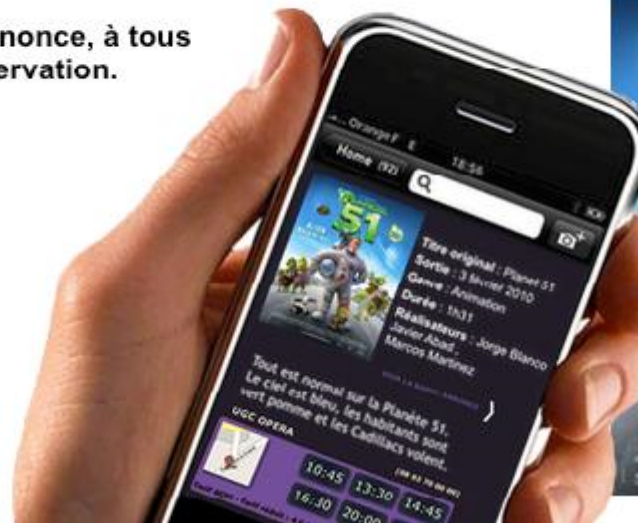 nonce, à tous
ervation.
OrangeF E 18:56
Home (92)
51
Titre original : Planet 51
Sortie : 3 février 2010
Genre : Animation
Durée : 1h31
Réalisateurs : Jorge Blanco
Javier Abad,
Marcos Martinez
Tout est normal sur la Planète 51.
Le ciel est bleu, les habitants sont
vert pomme et les Cadillacs volent.
UGC OPERA
10:45 13:30 14:45
16:30 20:00